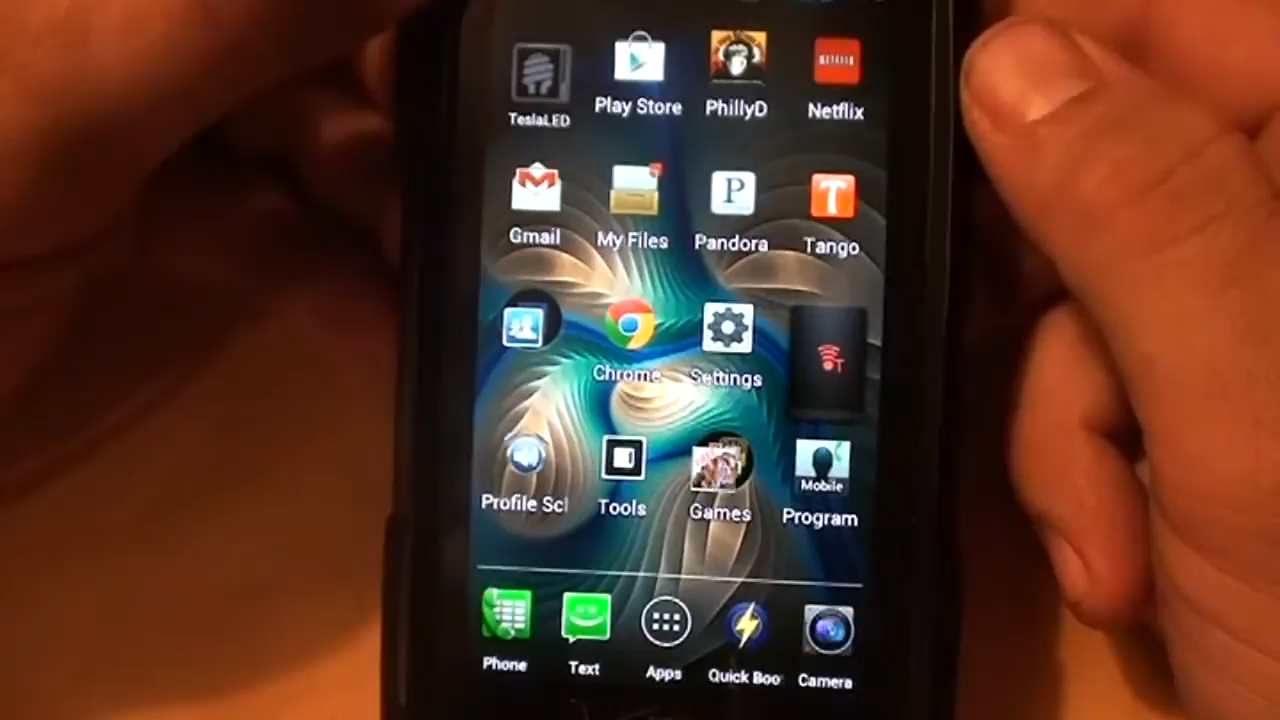 TeslaLED
Play Store
PhillyD
NETFLIX
Netflix
Gmail
My Files
P
Pandora
T
Tango
Chrome
Settings
T
Profile Scl
Tools
Games
Mobile
Program
Phone
Text
Apps
Quick Boo
Camera